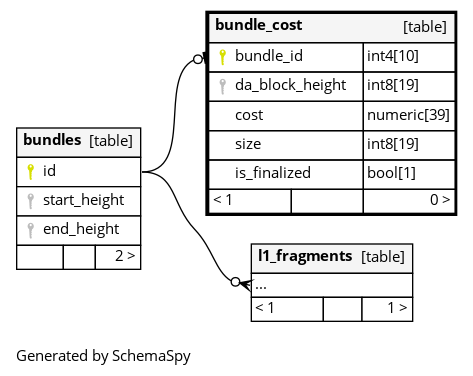 bundle_cost [table]
bundle_id int4[10]
da_block_height int8[19]
cost numeric[39]
size int8[19]
is_finalized bool[1]
< 1 0 >
bundles [table]
id
start_height
end_height
2 >
l1_fragments [table]
...
< 1 1 >
Generated by SchemaSpy